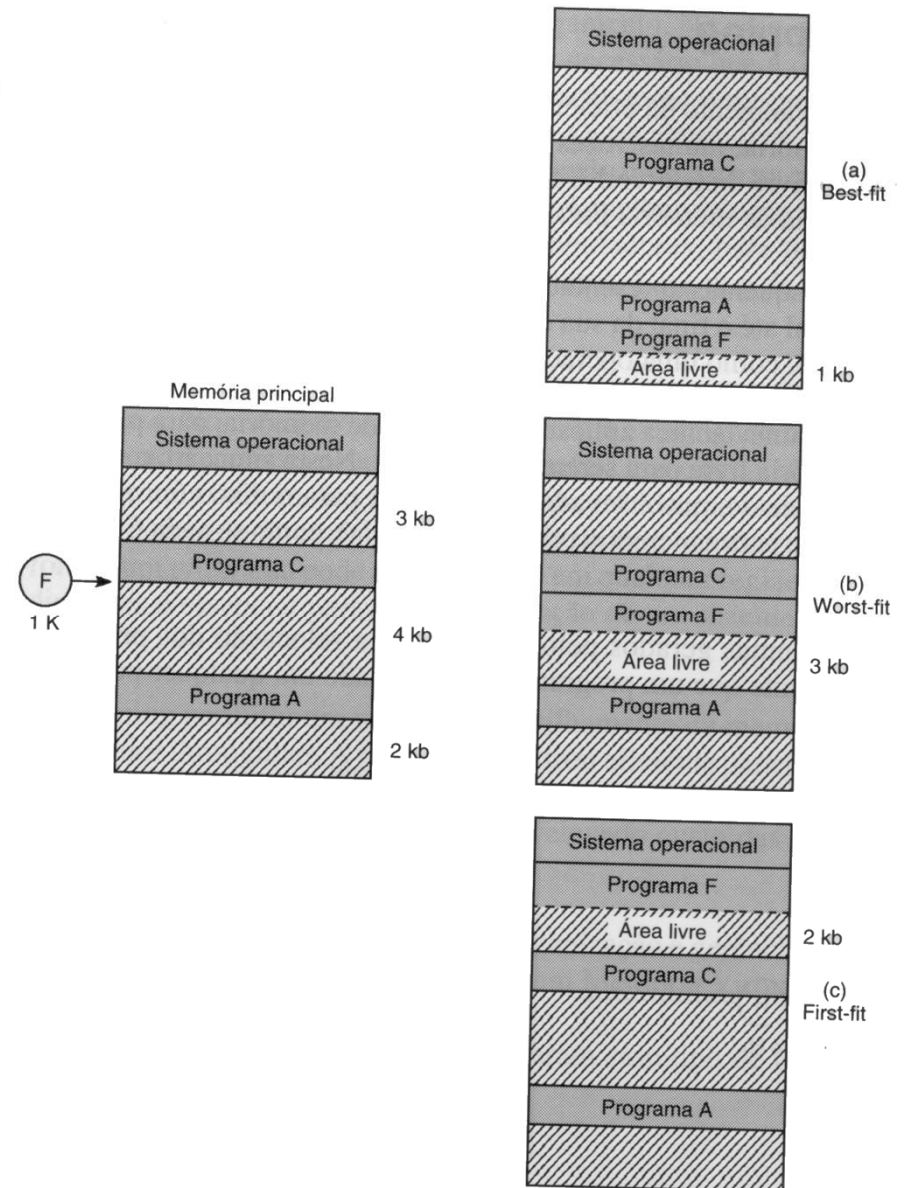 Memória principal
Sistema operacional
3 kb
Programa C
F
1 K
4 kb
Programa A
2 kb
Sistema operacional
Programa C
(a)
Best-fit
Programa A
Programa F
Área livre
1 kb
Sistema operacional
Programa C
Programa F
(b)
Worst-fit
Área livre
3 kb
Programa A
Sistema operacional
Programa F
Área livre
2 kb
Programa C
(c)
First-fit
Programa A